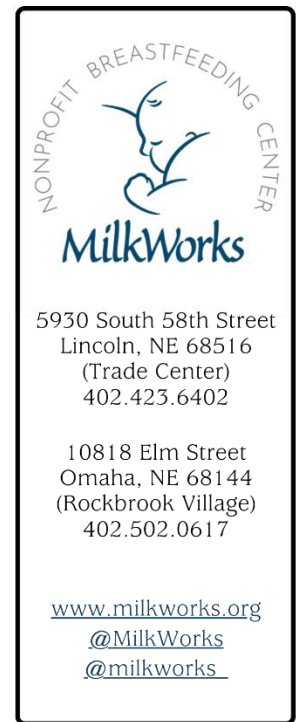 NONPROFIT BREASTFEEDING CENTER
MilkWorks
5930 South 58th Street
Lincoln, NE 68516
(Trade Center)
402.423.6402
10818 Elm Street
Omaha, NE 68144
(Rockbrook Village)
402.502.0617
www.milkworks.org
@MilkWorks
@milkworks_